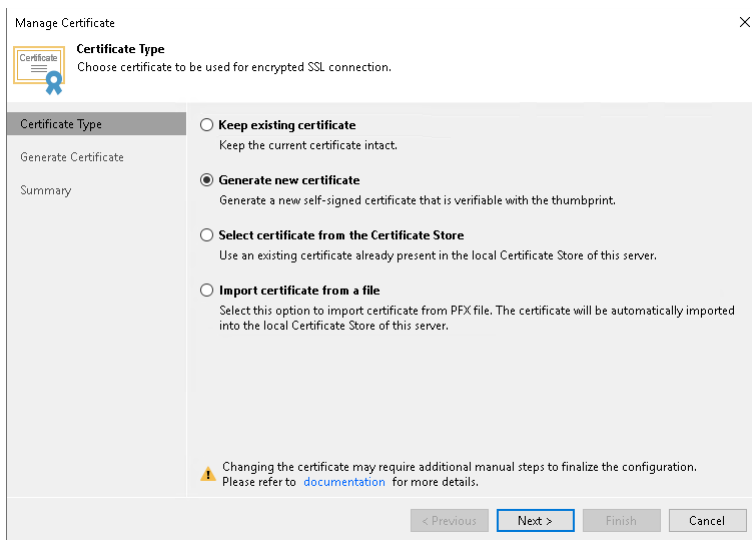 Manage Certificate
Certificate
Certificate Type
Choose certificate to be used for encrypted SSL connection.
Certificate Type
Generate Certificate
Summary
Keep existing certificate
Keep the current certificate intact.
Generate new certificate
Generate a new self-signed certificate that is verifiable with the thumbprint.
Select certificate from the Certificate Store
Use an existing certificate already present in the local Certificate Store of this server.
Import certificate from a file
Select this option to import certificate from PFX file. The certificate will be automatically imported
into the local Certificate Store of this server.
Changing the certificate may require additional manual steps to finalize the configuration.
Please refer to documentation for more details.
< Previous Next > Finish Cancel